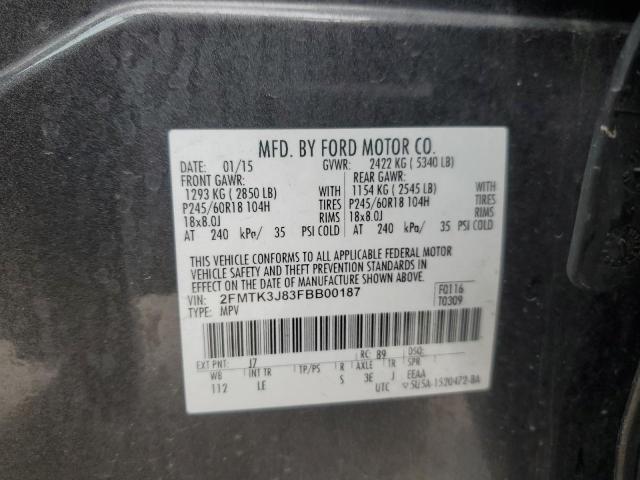 MFD. BY FORD MOTOR CO.
DATE: 01/15 GVWR: 2422 KG ( 5340 LB)
FRONT GAWR: REAR GAWR:
1293 KG ( 2850 LB) WITH 1154 KG ( 2545 LB) WITH
P245/60R18 104H TIRES P245/60R18 104H TIRES
18x8.0J RIMS 18x8.0J RIMS
AT 240 kPa/ 35 PSI COLD AT 240 kPa/ 35 PSI COLD
THIS VEHICLE CONFORMS TO ALL APPLICABLE FEDERAL MOTOR
VEHICLE SAFETY AND THEFT PREVENTION STANDARDS IN
EFFECT ON THE DATE OF MANUFACTURE SHOWN ABOVE.
VIN: 2FMTK3J83FBB00187 F0116
TYPE: MPV T0309
EXT PNT: J7 RC: B9 DSO:
WB INT TR TP/PS R AXLE TR SPR
112 LE S 3E J EEAA
UTC 5U5A-1520472-BA